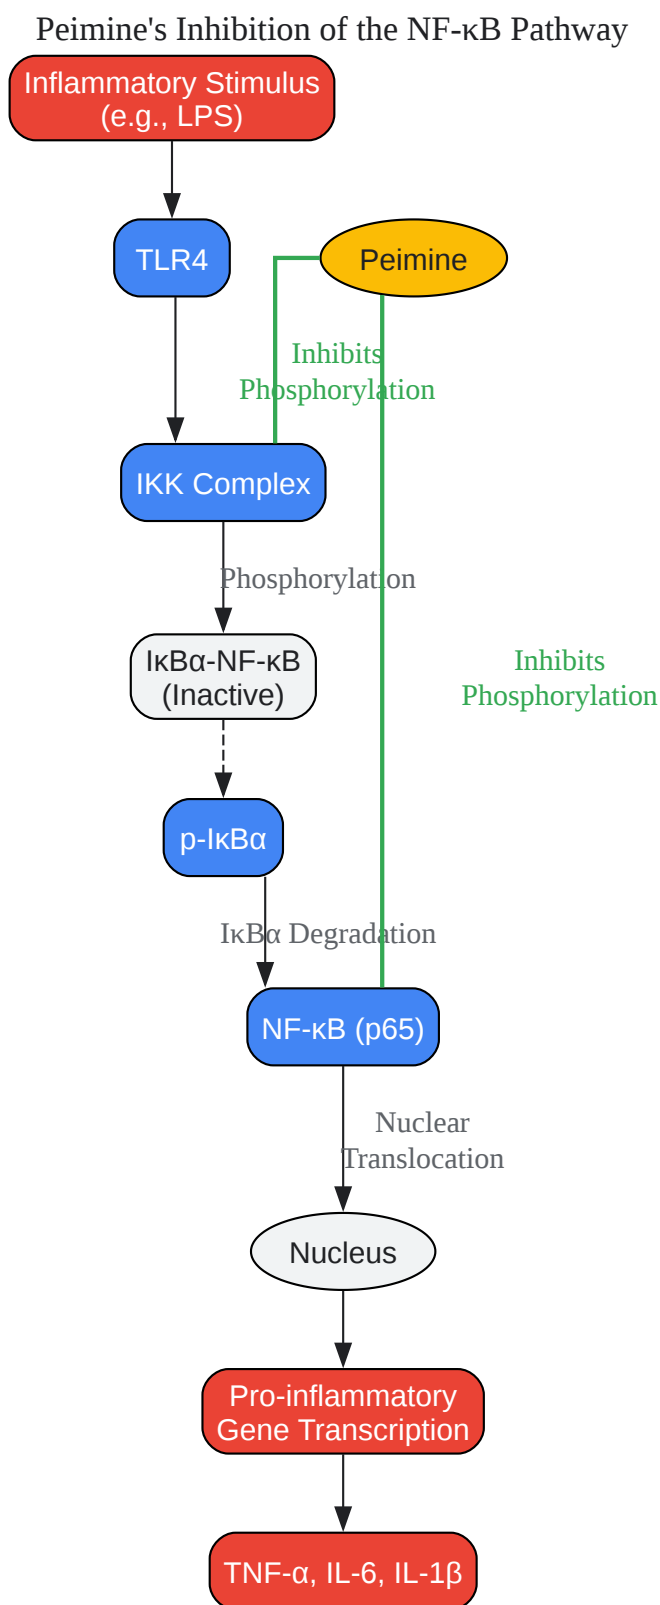 Peimine's Inhibition of the NF-κB Pathway
Inflammatory Stimulus
(e.g., LPS)
TLR4
Peimine
Inhibits
Phosphorylation
IKK Complex
Phosphorylation
IκBα-NF-κB
(Inactive)
Inhibits
Phosphorylation
p-IκBα
IκBα Degradation
NF-κB (p65)
Nuclear
Translocation
Nucleus
Pro-inflammatory
Gene Transcription
TNF-α, IL-6, IL-1β